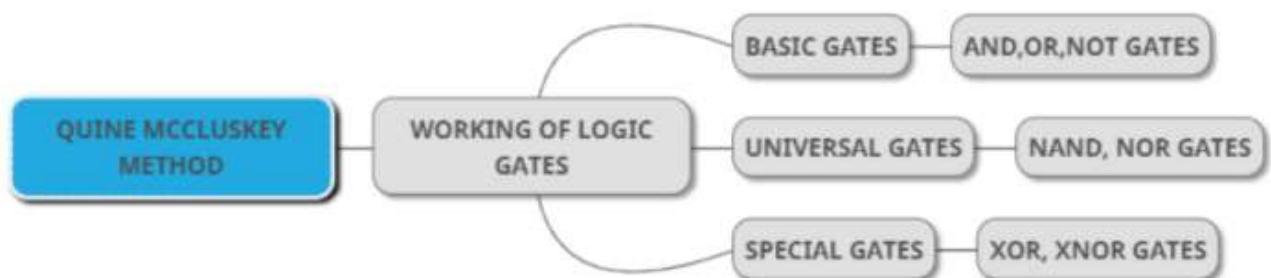 BASIC GATES
AND,OR,NOT GATES
QUINE MCCLUSKEY
METHOD
WORKING OF LOGIC
GATES
UNIVERSAL GATES
NAND, NOR GATES
SPECIAL GATES
XOR, XNOR GATES